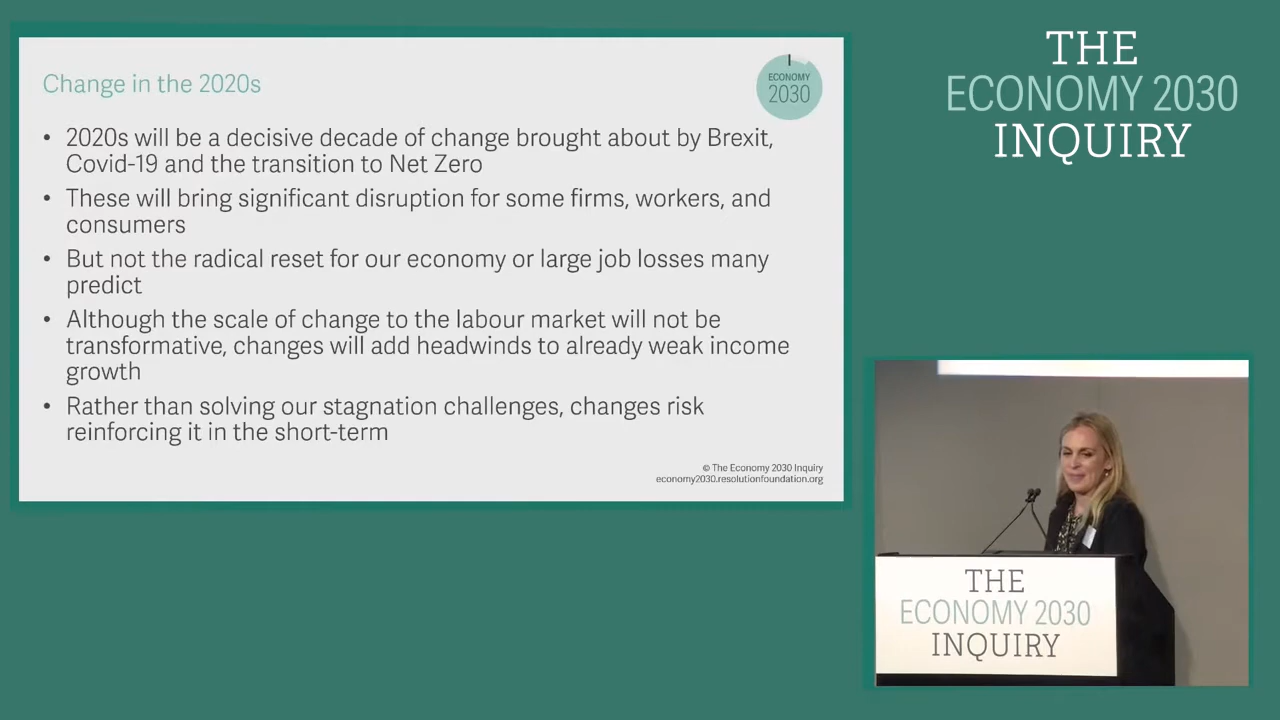 Change in the 2020s
ECONOMY
2030
• 2020s will be a decisive decade of change brought about by Brexit,
Covid-19 and the transition to Net Zero
• These will bring significant disruption for some firms, workers, and
consumers
• But not the radical reset for our economy or large job losses many
predict
• Although the scale of change to the labour market will not be
transformative, changes will add headwinds to already weak income
growth
• Rather than solving our stagnation challenges, changes risk
reinforcing it in the short-term
© The Economy 2030 Inquiry
economy2030.resolutionfoundation.org
THE
ECONOMY 2030
INQUIRY
THE
ECONOMY 2030
INQUIRY